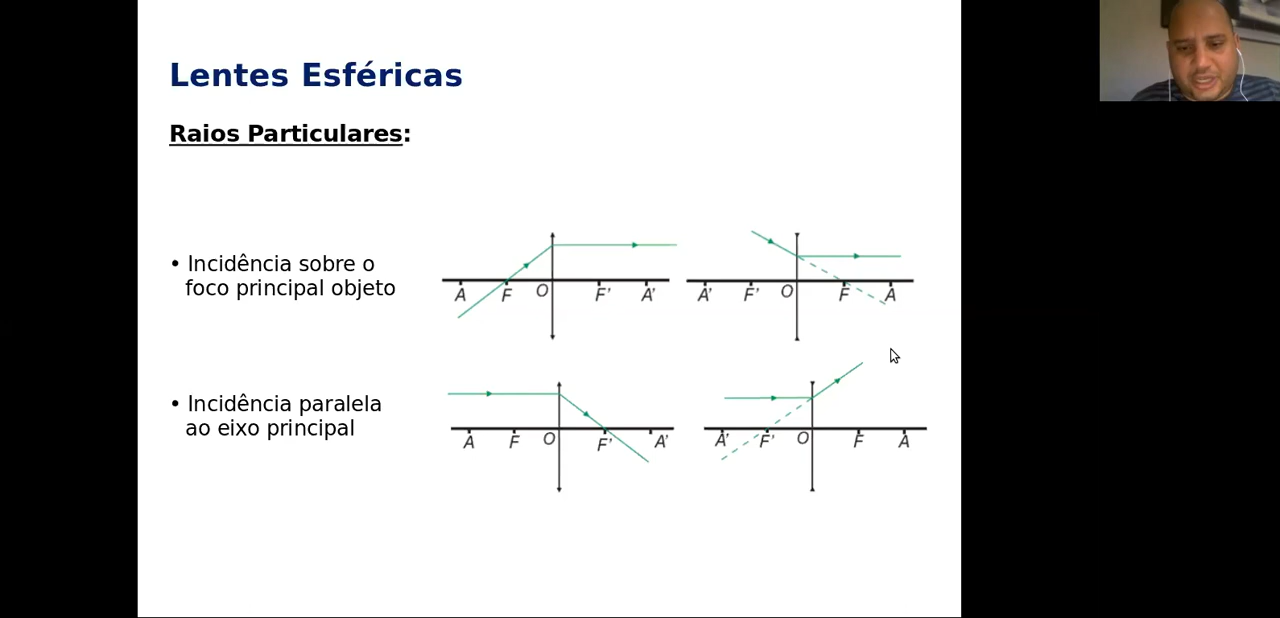 Lentes Esféricas
Raios Particulares:
• Incidência sobre o
foco principal objeto
A F O F' A'
A' F' O F A
• Incidência paralela
ao eixo principal
A F O F' A'
A' F' O F A